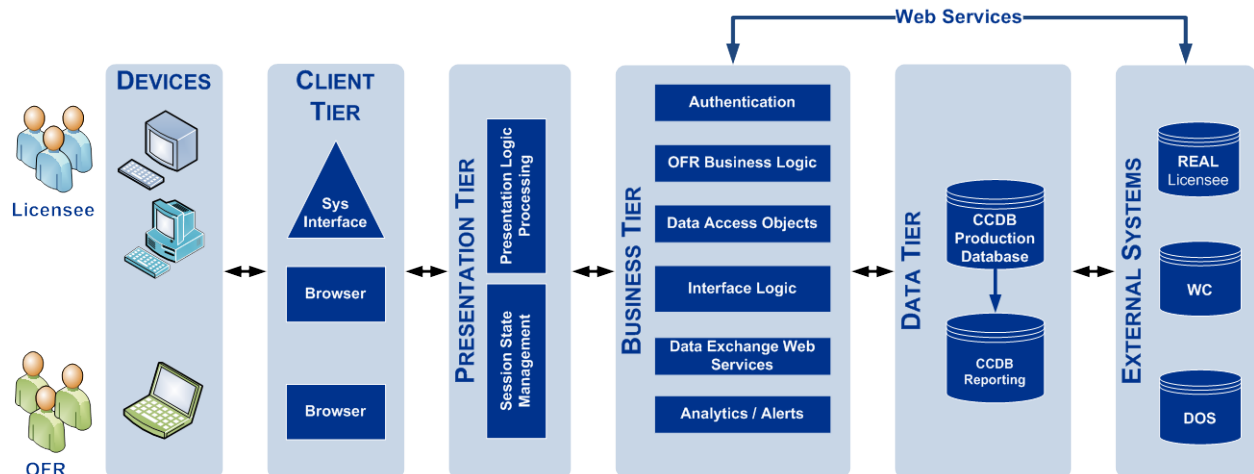 Web Services
DEVICES
CLIENT
TIER
PRESENTATION TIER
BUSINESS TIER
DATA TIER
EXTERNAL SYSTEMS
Licensee
OFR
Sys
Interface
Browser
Browser
Presentation Logic
Processing
Session State
Management
Authentication
OFR Business Logic
Data Access Objects
Interface Logic
Data Exchange Web
Services
Analytics / Alerts
CCDB
Production
Database
CCDB
Reporting
REAL
Licensee
WC
DOS